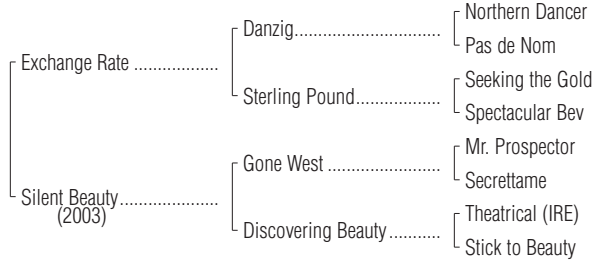 Northern Dancer
Danzig..................................
Pas de Nom
Exchange Rate ...................
Seeking the Gold
Sterling Pound...................
Spectacular Bev
Mr. Prospector
Gone West .........................
Secrettame
Silent Beauty......................
(2003)
Theatrical (IRE)
Discovering Beauty...........
Stick to Beauty